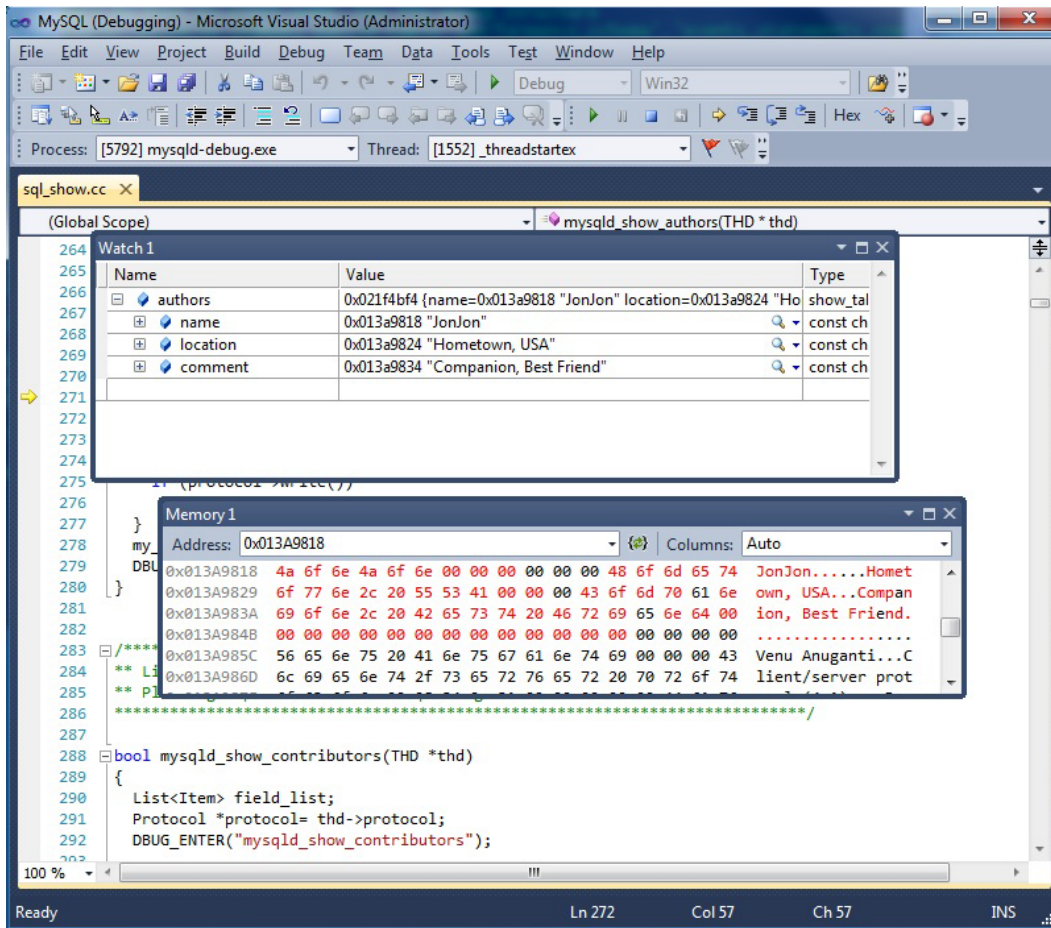 MySQL (Debugging) - Microsoft Visual Studio (Administrator)
File Edit View Project Build Debug Team Data Tools Test Window Help
Debug Win32
Hex
Process: [5792] mysqld-debug.exe Thread: [1552] _threadstartex
sql_show.cc
(Global Scope) mysqld_show_authors(THD * thd)
264 Watch 1
265 Name Value Type
266 authors 0x021f4bf4 {name=0x013a9818 "JonJon" location=0x013a9824 "Ho show_tal
267 name 0x013a9818 "JonJon" const ch
268 location 0x013a9824 "Hometown, USA" const ch
269 comment 0x013a9834 "Companion, Best Friend" const ch
270
271
272
273
274
275 if (protocol->write())
276 Memory 1
277 }
278 my_ Address: 0x013A9818 Columns: Auto
279 DBU 0x013A9818 4a 6f 6e 4a 6f 6e 00 00 00 00 00 00 48 6f 6d 65 74 JonJon......Homet
280 } 0x013A9829 6f 77 6e 2c 20 55 53 41 00 00 00 43 6f 6d 70 61 6e own, USA...Compan
281 0x013A983A 69 6f 6e 2c 20 42 65 73 74 20 46 72 69 65 6e 64 00 ion, Best Friend.
282 0x013A984B 00 00 00 00 00 00 00 00 00 00 00 00 00 00 00 00 00 .................
283 /**** 0x013A985C 56 65 6e 75 20 41 6e 75 67 61 6e 74 69 00 00 00 43 Venu Anuganti...C
284 ** Li 0x013A986D 6c 69 65 6e 74 2f 73 65 72 76 65 72 20 70 72 6f 74 lient/server prot
285 ** Pl
286 ***************************************************************************/
287
288 bool mysqld_show_contributors(THD *thd)
289 {
290 List<Item> field_list;
291 Protocol *protocol= thd->protocol;
292 DBUG_ENTER("mysqld_show_contributors");
293
100 %
Ready Ln 272 Col 57 Ch 57 INS